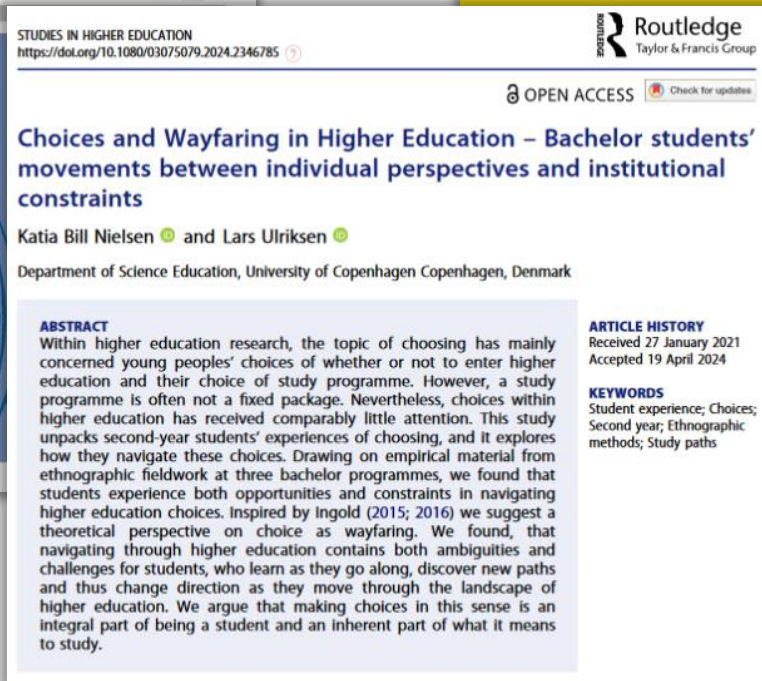 STUDIES IN HIGHER EDUCATION
https://doi.org/10.1080/03075079.2024.2346785
ROUTLEDGE
Routledge
Taylor & Francis Group
OPEN ACCESS
Check for updates
Choices and Wayfaring in Higher Education – Bachelor students’
movements between individual perspectives and institutional
constraints
Katia Bill Nielsen and Lars Ulriksen
Department of Science Education, University of Copenhagen Copenhagen, Denmark
ABSTRACT
Within higher education research, the topic of choosing has mainly
concerned young peoples’ choices of whether or not to enter higher
education and their choice of study programme. However, a study
programme is often not a fixed package. Nevertheless, choices within
higher education has received comparably little attention. This study
unpacks second-year students’ experiences of choosing, and it explores
how they navigate these choices. Drawing on empirical material from
ethnographic fieldwork at three bachelor programmes, we found that
students experience both opportunities and constraints in navigating
higher education choices. Inspired by Ingold (2015; 2016) we suggest a
theoretical perspective on choice as wayfaring. We found, that
navigating through higher education contains both ambiguities and
challenges for students, who learn as they go along, discover new paths
and thus change direction as they move through the landscape of
higher education. We argue that making choices in this sense is an
integral part of being a student and an inherent part of what it means
to study.
ARTICLE HISTORY
Received 27 January 2021
Accepted 19 April 2024
KEYWORDS
Student experience; Choices;
Second year; Ethnographic
methods; Study paths